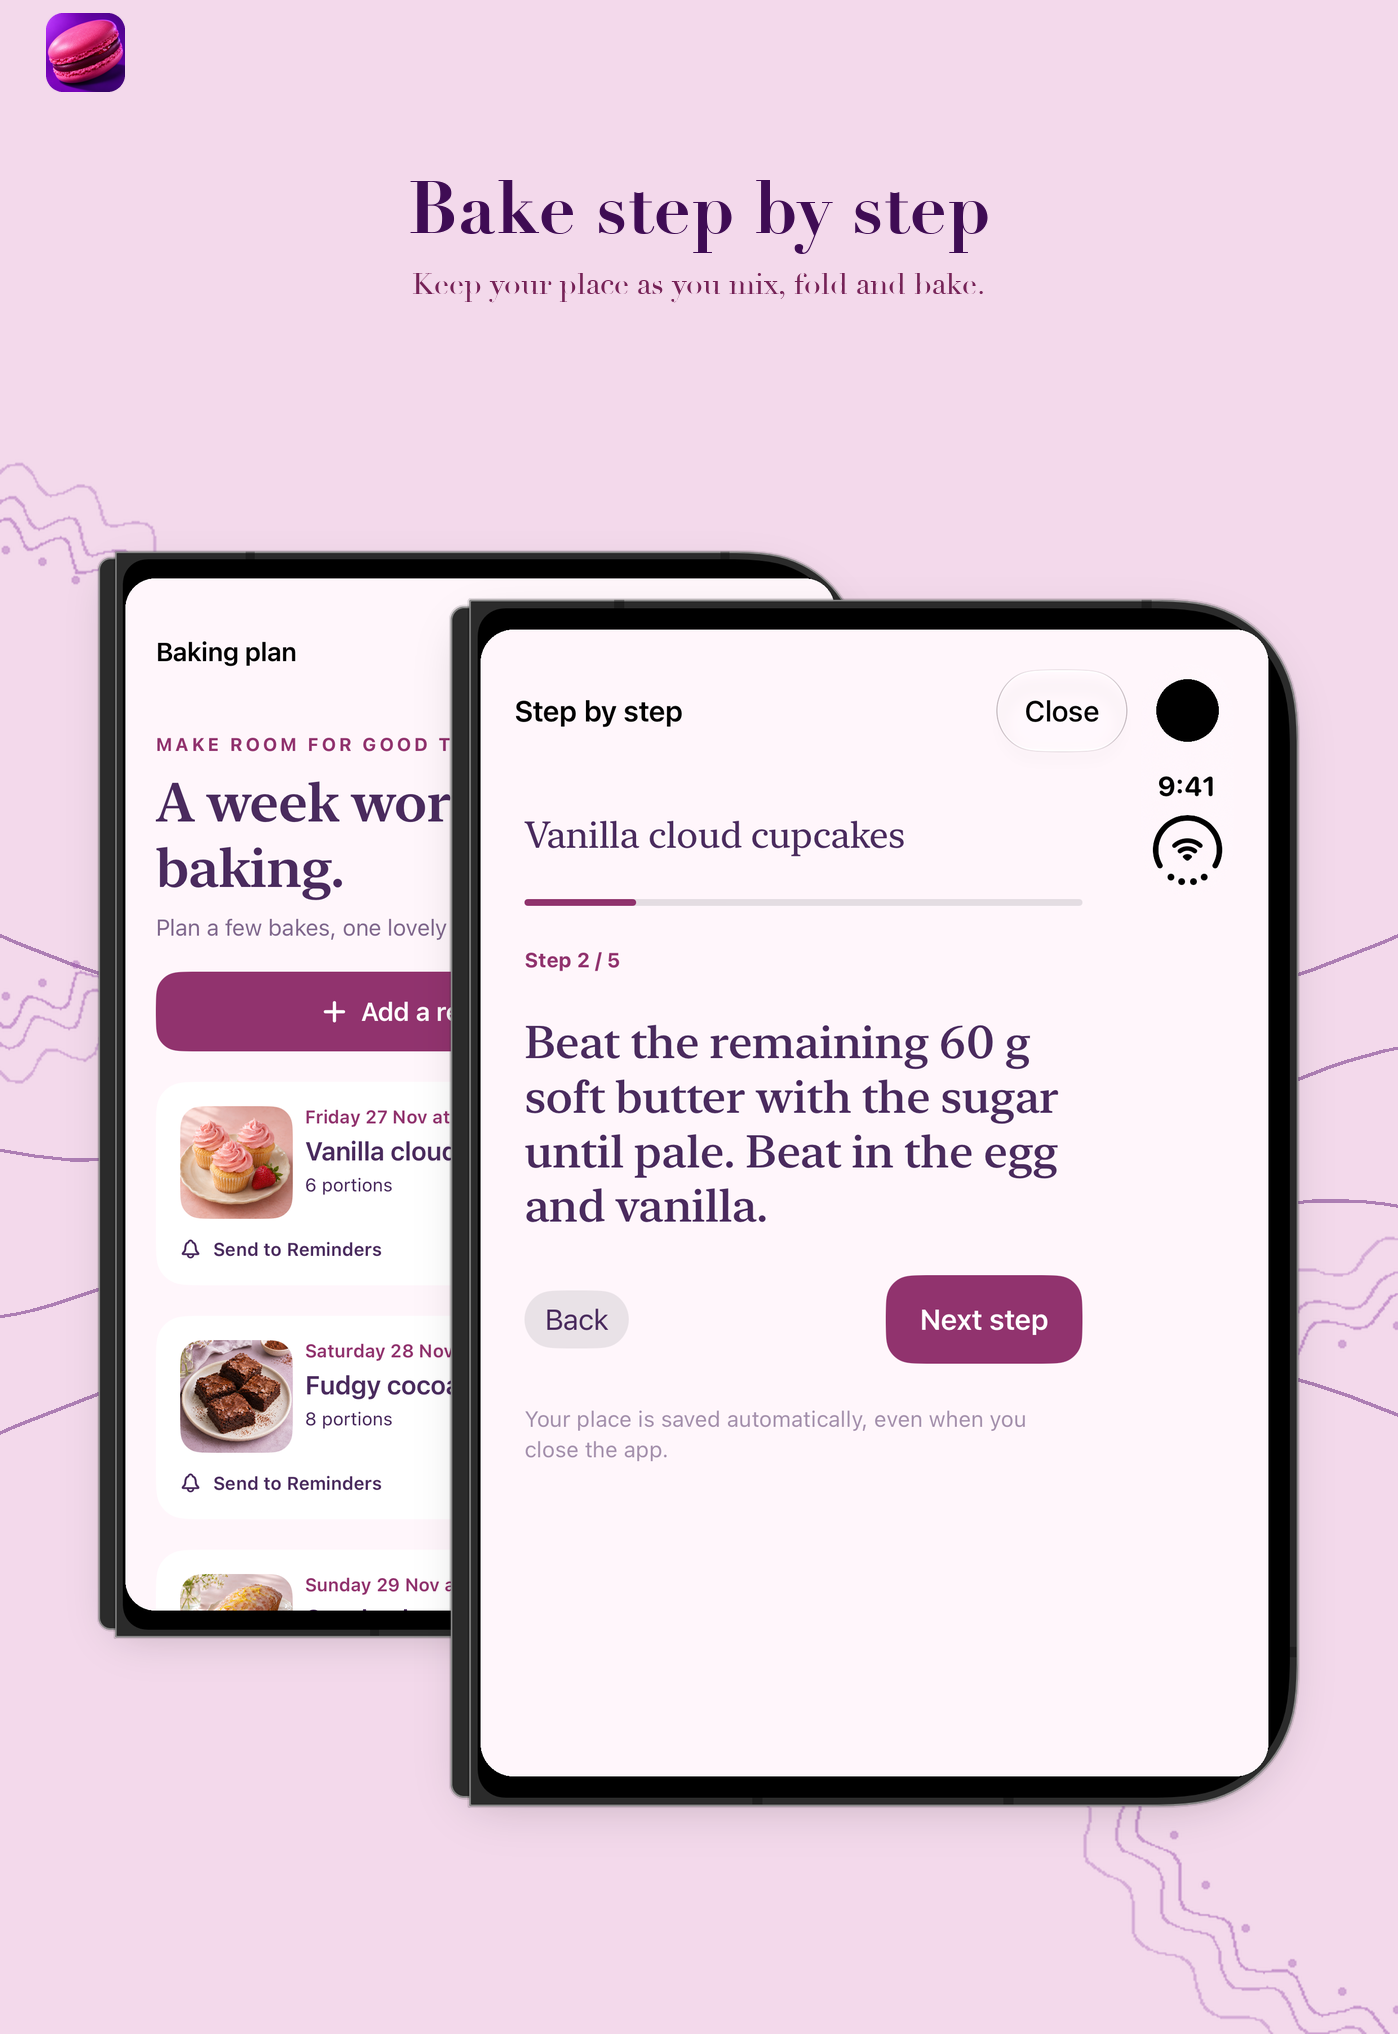 Bake step by step
Keep your place as you mix, fold and bake.
Baking plan
MAKE ROOM FOR GOOD T
A week wor
baking.
Plan a few bakes, one lovely
+ Add a re
Friday 27 Nov at
Vanilla cloud
6 portions
Send to Reminders
Saturday 28 Nov
Fudgy cocoa
8 portions
Send to Reminders
Sunday 29 Nov a
Step by step
Close
9:41
Vanilla cloud cupcakes
Step 2 / 5
Beat the remaining 60 g
soft butter with the sugar
until pale. Beat in the egg
and vanilla.
Back
Next step
Your place is saved automatically, even when you
close the app.